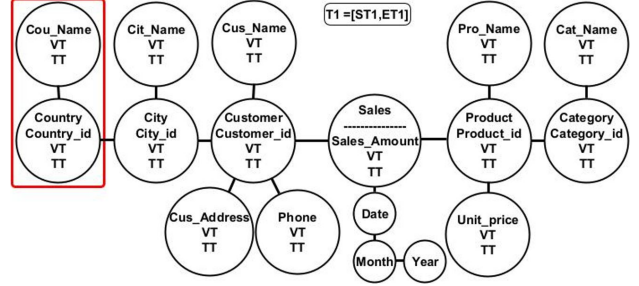 T1 =[ST1,ET1]
Cou_Name
VT
TT
Cit_Name
VT
TT
Cus_Name
VT
TT
Pro_Name
VT
TT
Cat_Name
VT
TT
Country
Country_id
VT
TT
City
City_id
VT
TT
Customer
Customer_id
VT
TT
Sales
---------------
Sales_Amount
VT
TT
Product
Product_id
VT
TT
Category
Category_id
VT
TT
Cus_Address
VT
TT
Phone
VT
TT
Date
Month
Year
Unit_price
VT
TT